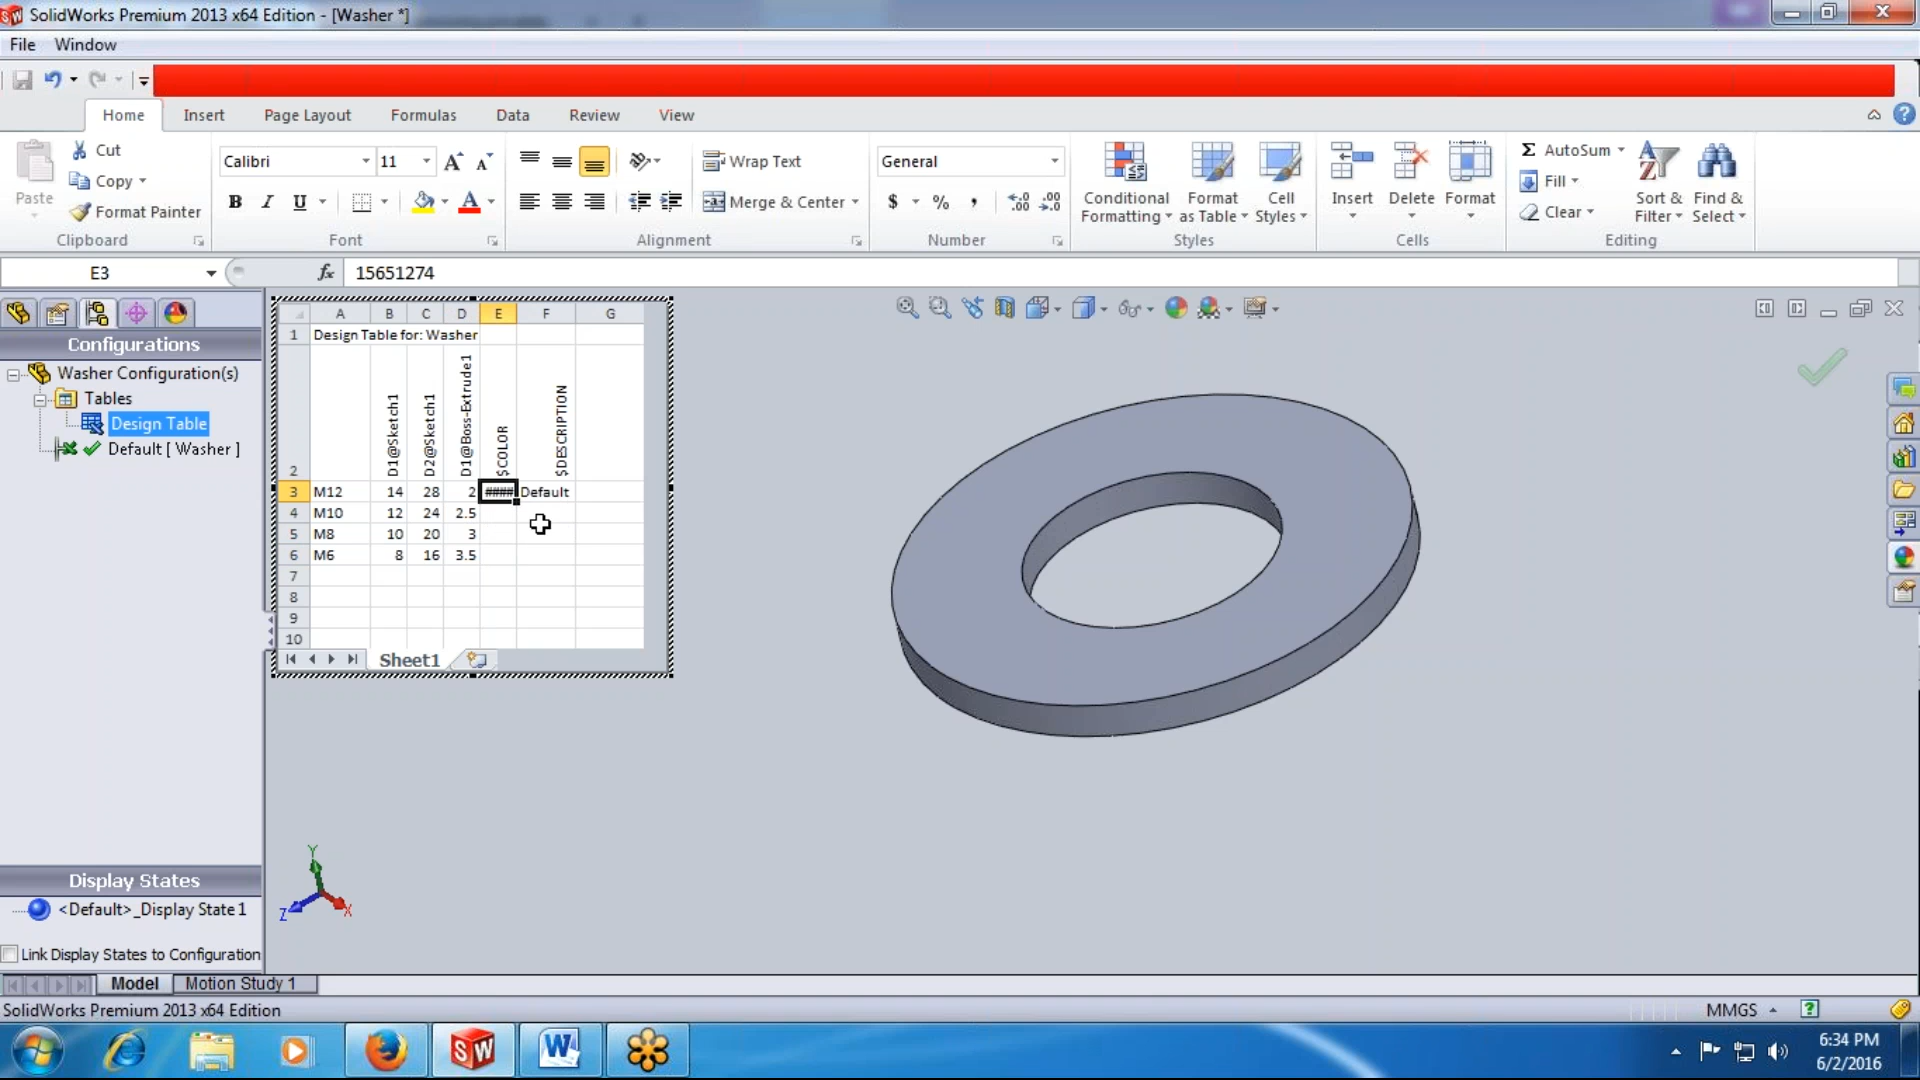 SolidWorks Premium 2013 x64 Edition - [Washer *]
File Window
Home Insert Page Layout Formulas Data Review View
Paste Cut Copy Format Painter
Calibri 11 A A
B I U A
Wrap Text
Merge & Center
General
$ % ,
Conditional Formatting
Format as Table
Cell Styles
Insert Delete Format
Σ AutoSum
Fill
Clear
Sort & Filter
Find & Select
Clipboard Font Alignment Number Styles Cells Editing
E3 fx 15651274
Configurations
Washer Configuration(s)
Tables
Design Table
Default [ Washer ]
A B C D E F G
1 Design Table for: Washer
2 D1@Sketch1 D2@Sketch1 D1@Boss-Extrude1 $COLOR $DESCRIPTION
3 M12 14 28 2 #### Default
4 M10 12 24 2.5
5 M8 10 20 3
6 M6 8 16 3.5
7
8
9
10
Sheet1
Y
Z X
Display States
<Default>_Display State 1
Link Display States to Configuration
Model Motion Study 1
SolidWorks Premium 2013 x64 Edition MMGS
6:34 PM
6/2/2016